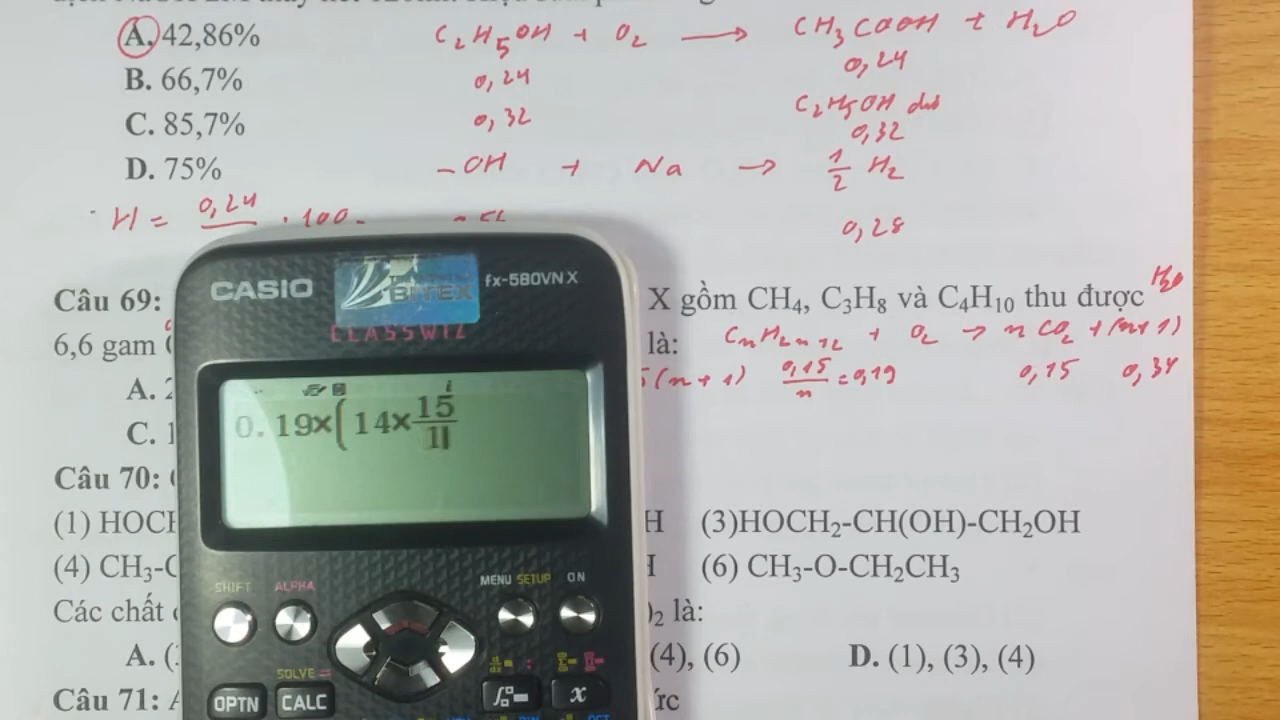 A. 42,86%
C₂H₅OH + O₂ → CH₃COOH + H₂O
0,24 0,24
B. 66,7%
C₂H₅OH dư
C. 85,7%
0,32 0,32
D. 75%
-OH + Na → 1/2 H₂
H = 0,24 . 100
0,28
CASIO
BITEX
fx-580VN X
CLASSWIZ
Câu 69: X gồm CH₄, C₃H₈ và C₄H₁₀ thu được H₂O
6,6 gam là: CnH2n+2 + O₂ → nCO₂ + (n+1)
A. (n+1) 0,15/n = 0,19 0,15 0,34
C. 1
0.19×(14×15/1
Câu 70:
(1) HOCH (3)HOCH₂-CH(OH)-CH₂OH
(4) CH₃- (6) CH₃-O-CH₂CH₃
Các chất là:
A. (4), (6) D. (1), (3), (4)
Câu 71:
SHIFT ALPHA MENU SETUP ON
SOLVE =
OPTN CALC x